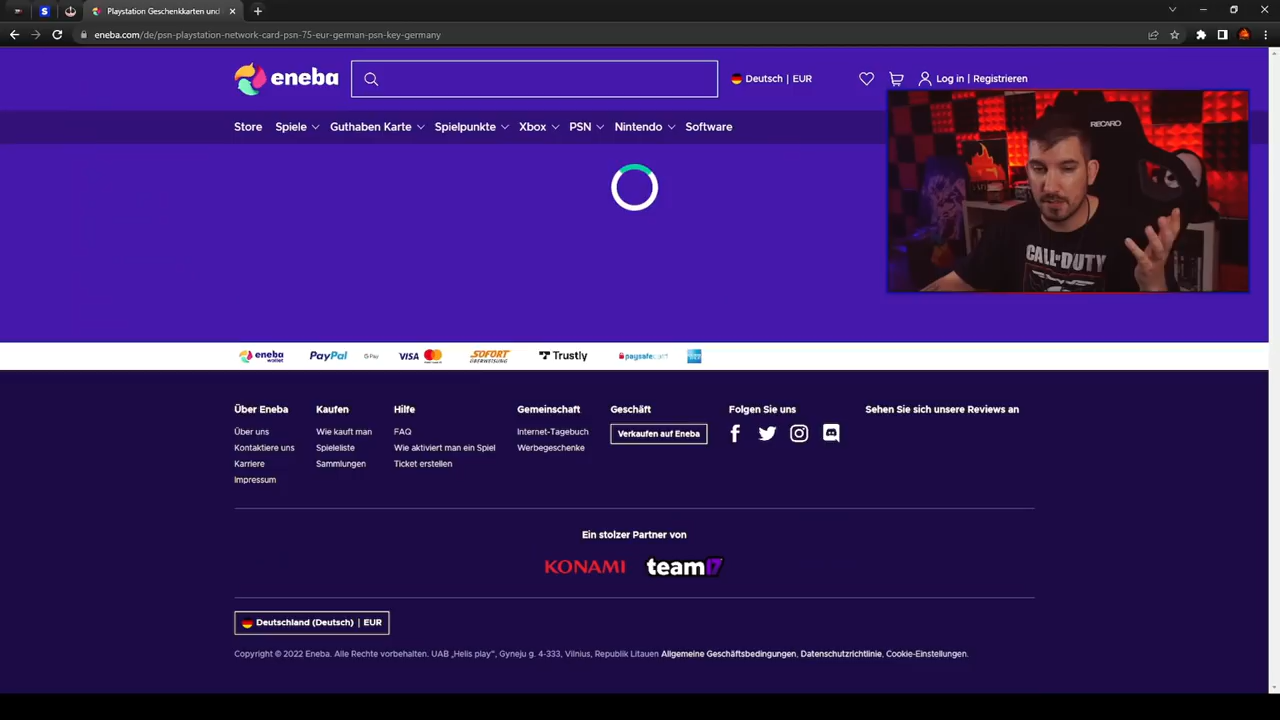 Playstation Geschenkkarten und
eneba.com/de/psn-playstation-network-card-psn-75-eur-german-psn-key-germany
eneba
Deutsch | EUR
Log in | Registrieren
Store
Spiele
Guthaben Karte
Spielpunkte
Xbox
PSN
Nintendo
Software
RECARO
CALL OF DUTY
eneba wallet
PayPal
G Pay
VISA
SOFORT ÜBERWEISUNG
Trustly
paysafecard
Über Eneba
Über uns
Kontaktiere uns
Karriere
Impressum
Kaufen
Wie kauft man
Spieleliste
Sammlungen
Hilfe
FAQ
Wie aktiviert man ein Spiel
Ticket erstellen
Gemeinschaft
Internet-Tagebuch
Werbegeschenke
Geschäft
Verkaufen auf Eneba
Folgen Sie uns
Sehen Sie sich unsere Reviews an
Ein stolzer Partner von
KONAMI
team17
Deutschland (Deutsch) | EUR
Copyright © 2022 Eneba. Alle Rechte vorbehalten. UAB „Helis play", Gyneju g. 4-333, Vilnius, Republik Litauen Allgemeine Geschäftsbedingungen, Datenschutzrichtlinie, Cookie-Einstellungen.